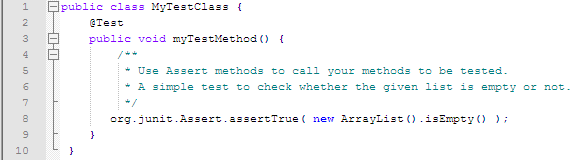 1 public class MyTestClass {
2 @Test
3 public void myTestMethod() {
4 /**
5 * Use Assert methods to call your methods to be tested.
6 * A simple test to check whether the given list is empty or not.
7 */
8 org.junit.Assert.assertTrue( new ArrayList().isEmpty() );
9 }
10 }